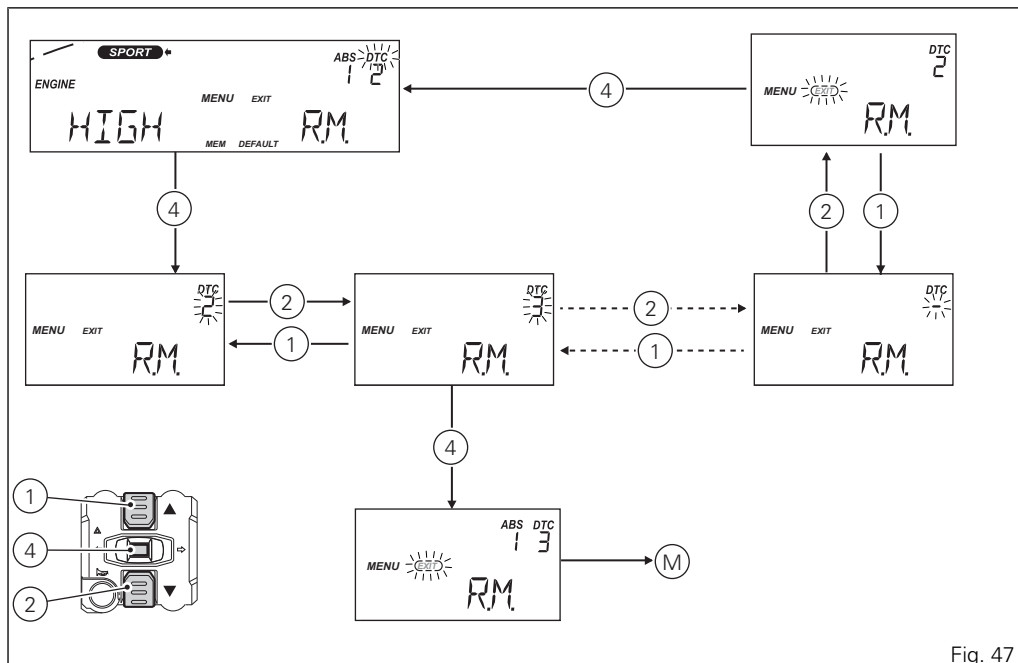 SPORT
ABS DTC
1 2
ENGINE
MENU EXIT
HIGH R.M.
MEM DEFAULT
4
DTC
2
MENU EXIT
R.M.
4
2
1
DTC
2
MENU EXIT
R.M.
2
1
DTC
3
MENU EXIT
R.M.
2
1
DTC
-
MENU EXIT
R.M.
4
1
4
2
ABS DTC
1 3
MENU EXIT
R.M.
M
Fig. 47